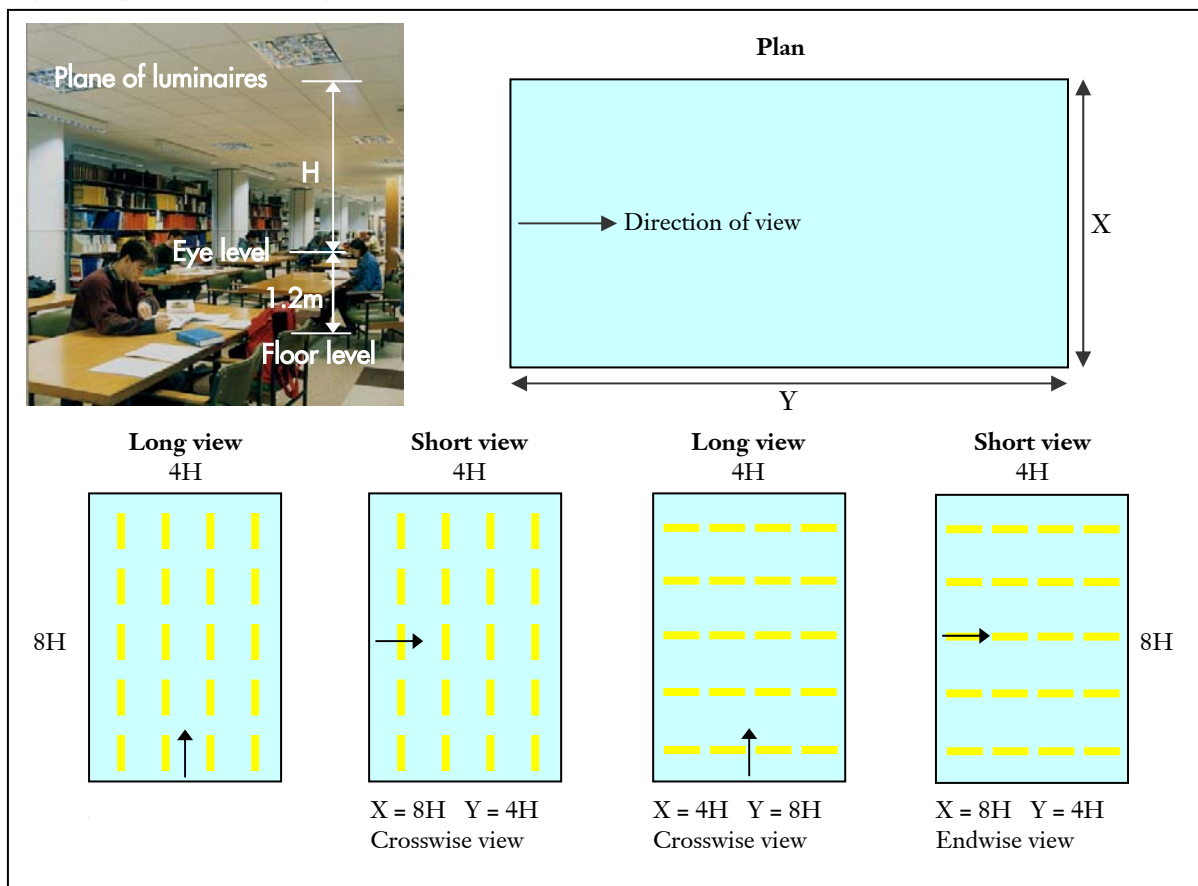 Plane of luminaires
H
Eye level
1.2m
Floor level
Plan
Direction of view
X
Y
Long view
4H
8H
Short view
4H
X = 8H Y = 4H
Crosswise view
Long view
4H
X = 4H Y = 8H
Crosswise view
Short view
4H
8H
X = 8H Y = 4H
Endwise view